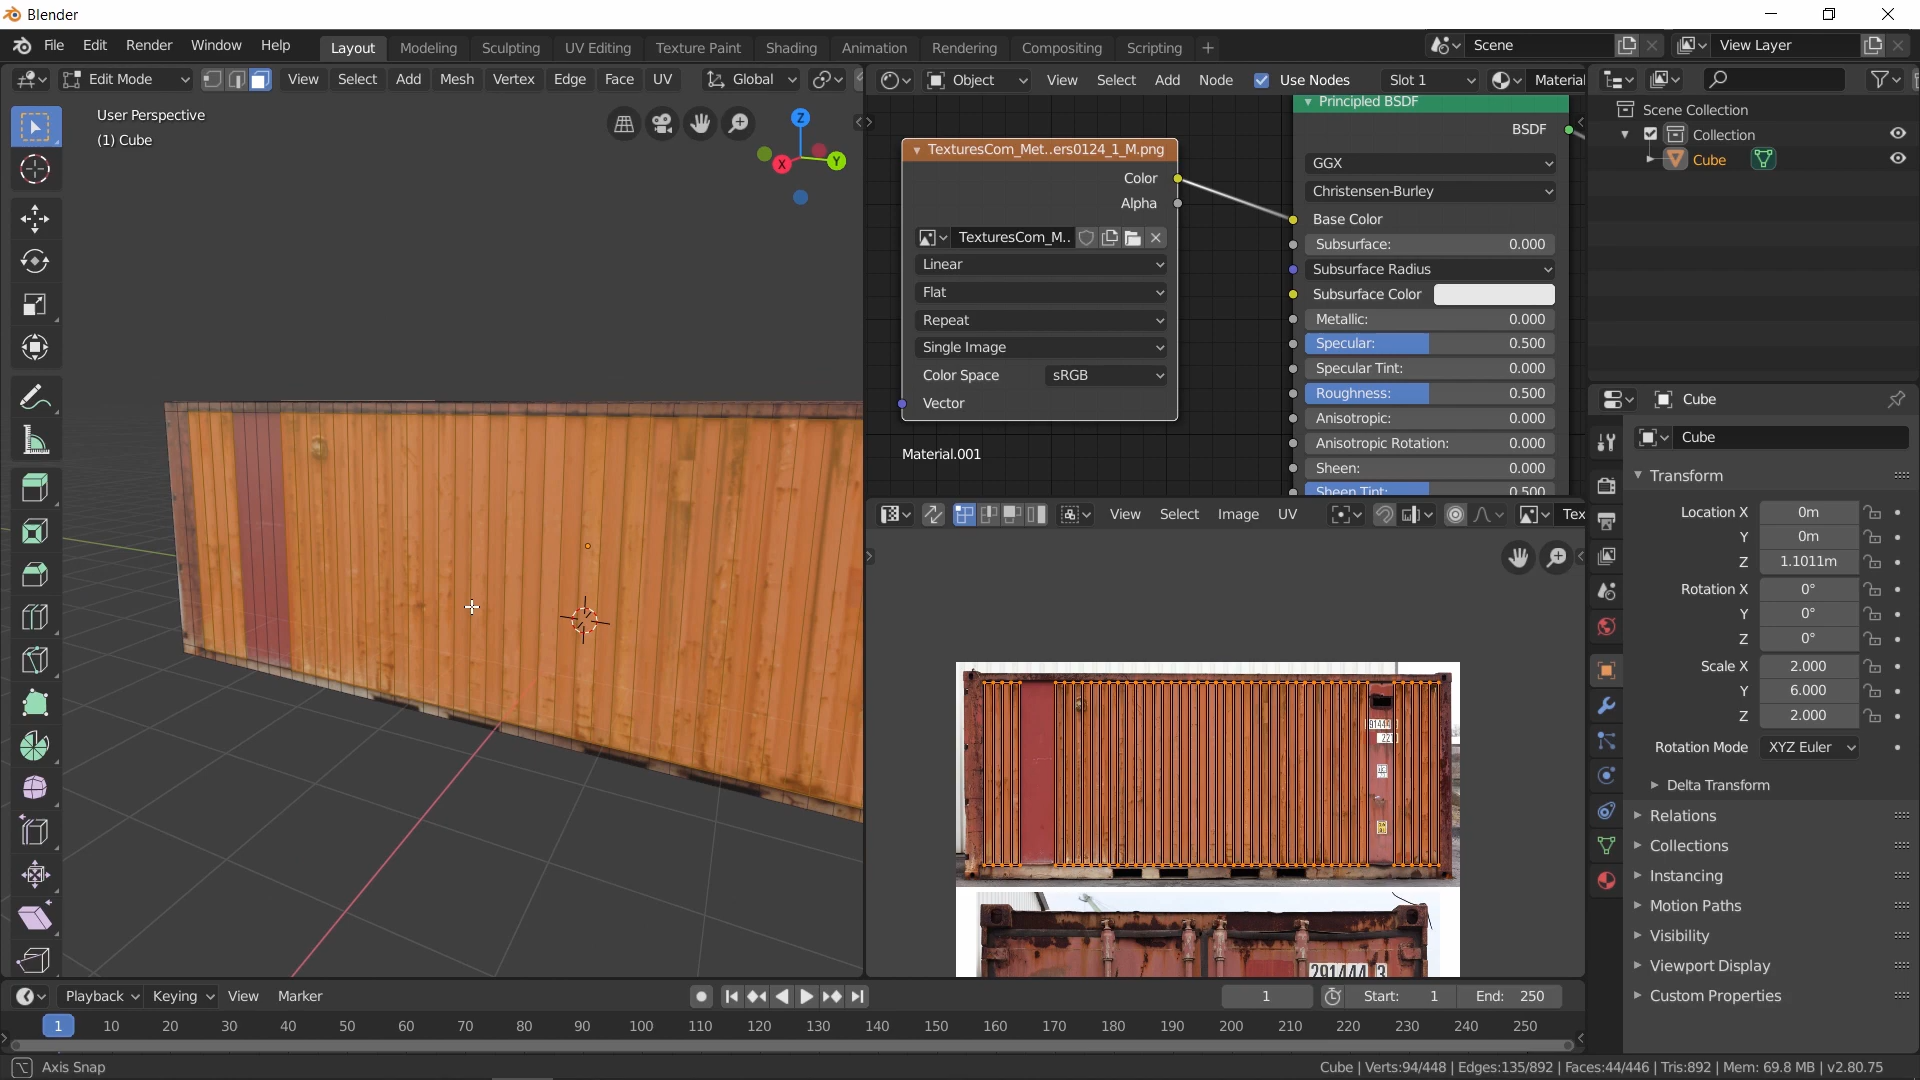 Blender
File Edit Render Window Help Layout Modeling Sculpting UV Editing Texture Paint Shading Animation Rendering Compositing Scripting + Scene View Layer
Edit Mode View Select Add Mesh Vertex Edge Face UV Global
Object View Select Add Node Use Nodes Slot 1 Material
User Perspective
(1) Cube
Z
X
Y
TexturesCom_Met..ers0124_1_M.png
Color
Alpha
TexturesCom_M..
Linear
Flat
Repeat
Single Image
Color Space sRGB
Vector
Material.001
Principled BSDF
BSDF
GGX
Christensen-Burley
Base Color
Subsurface: 0.000
Subsurface Radius
Subsurface Color
Metallic: 0.000
Specular: 0.500
Specular Tint: 0.000
Roughness: 0.500
Anisotropic: 0.000
Anisotropic Rotation: 0.000
Sheen: 0.000
Sheen Tint: 0.500
View Select Image UV Tex
291444 3
Scene Collection
Collection
Cube
Cube
Cube
Transform
Location X 0m
Y 0m
Z 1.1011m
Rotation X 0°
Y 0°
Z 0°
Scale X 2.000
Y 6.000
Z 2.000
Rotation Mode XYZ Euler
Delta Transform
Relations
Collections
Instancing
Motion Paths
Visibility
Viewport Display
Custom Properties
Playback Keying View Marker 1 Start: 1 End: 250
1 10 20 30 40 50 60 70 80 90 100 110 120 130 140 150 160 170 180 190 200 210 220 230 240 250
Axis Snap
Cube | Verts:94/448 | Edges:135/892 | Faces:44/446 | Tris:892 | Mem: 69.8 MB | v2.80.75